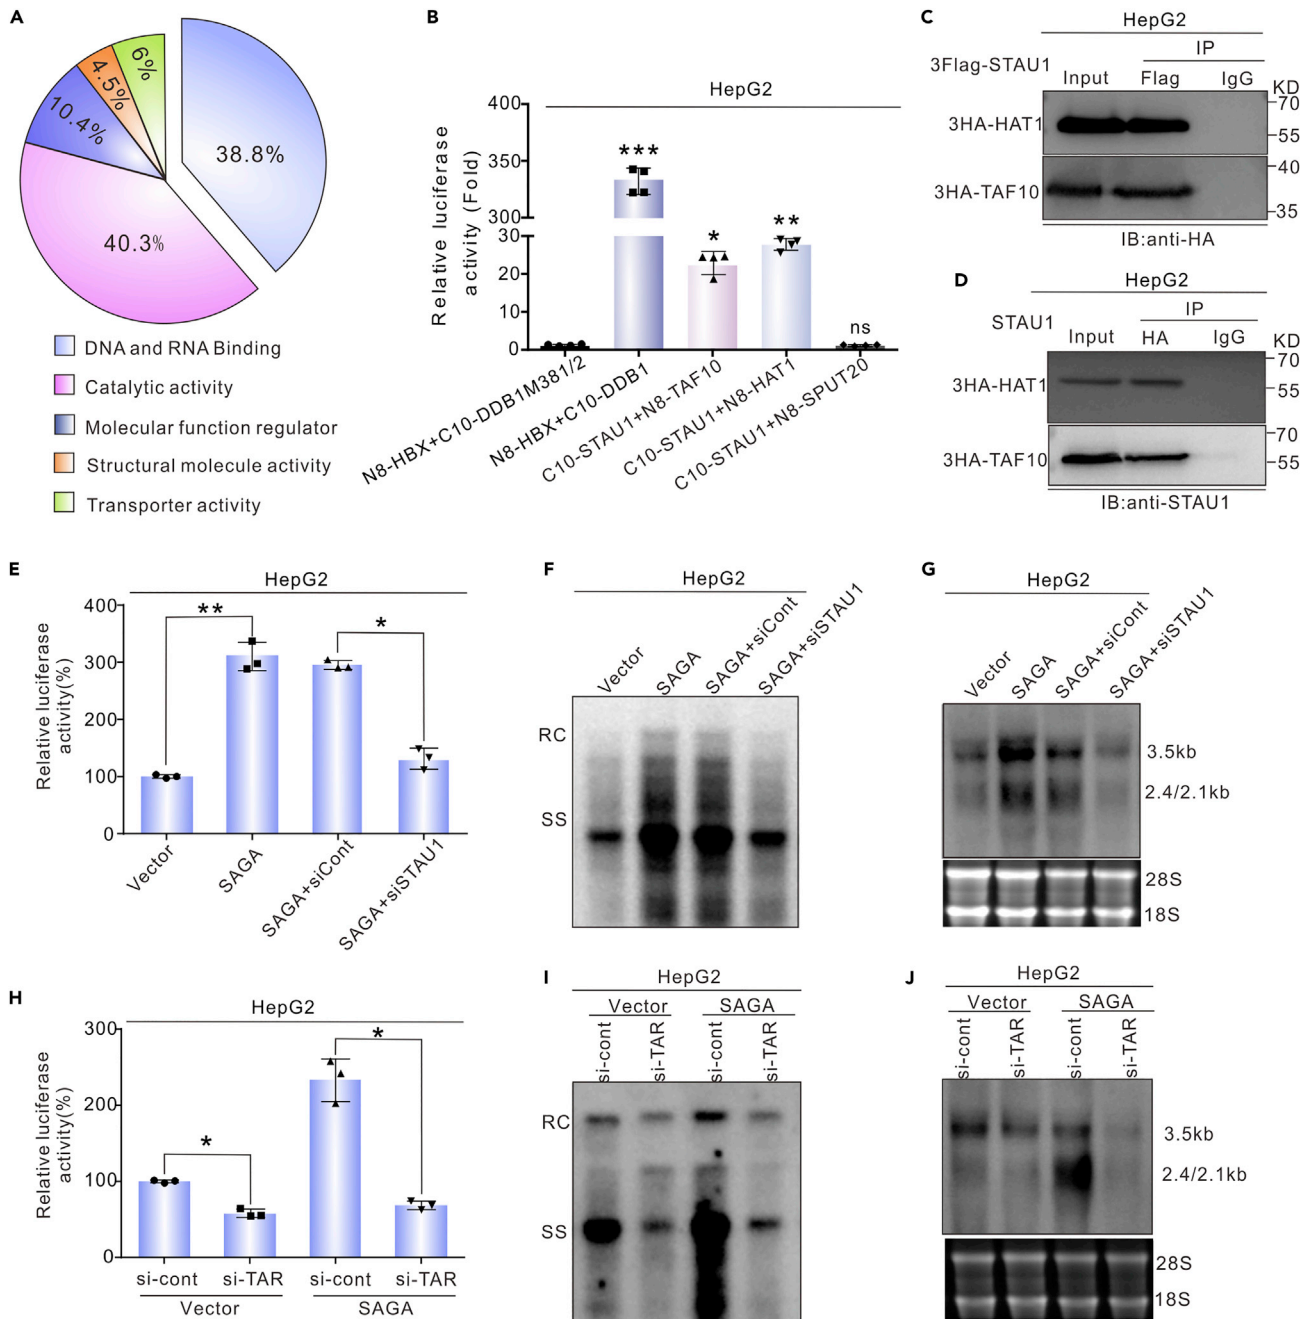 A
6%
4.5%
10.4%
38.8%
40.3%
DNA and RNA Binding
Catalytic activity
Molecular function regulator
Structural molecule activity
Transporter activity
B
HepG2
Relative luciferase
activity (Fold)
400
350
300
30
20
10
0
***
*
**
ns
N8-HBX+C10-DDB1M381/2
N8-HBX+C10-DDB1
C10-STAU1+N8-TAF10
C10-STAU1+N8-HAT1
C10-STAU1+N8-SPUT20
C
HepG2
IP
3Flag-STAU1
Input Flag IgG
KD
3HA-HAT1
70
55
3HA-TAF10
40
35
IB:anti-HA
D
HepG2
IP
STAU1
Input HA IgG
KD
3HA-HAT1
70
55
3HA-TAF10
70
55
IB:anti-STAU1
E
HepG2
Relative luciferase
activity(%)
400
300
200
100
0
**
*
Vector
SAGA
SAGA+siCont
SAGA+siSTAU1
F
HepG2
Vector
SAGA
SAGA+siCont
SAGA+siSTAU1
RC
SS
G
HepG2
Vector
SAGA
SAGA+siCont
SAGA+siSTAU1
3.5kb
2.4/2.1kb
28S
18S
H
HepG2
Relative luciferase
activity(%)
300
200
100
0
*
*
si-cont si-TAR si-cont si-TAR
Vector SAGA
I
HepG2
Vector SAGA
si-cont
si-TAR
si-cont
si-TAR
RC
SS
J
HepG2
Vector SAGA
si-cont
si-TAR
si-cont
si-TAR
3.5kb
2.4/2.1kb
28S
18S